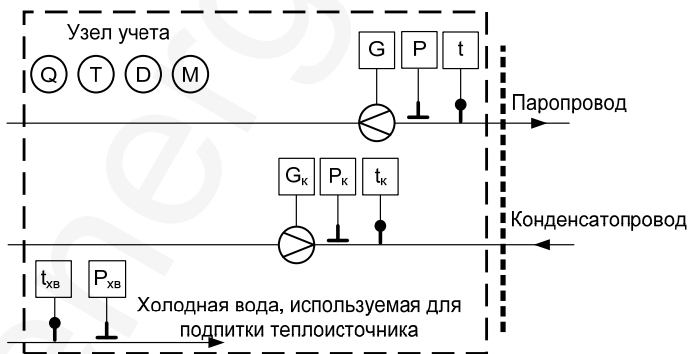 Узел учета
Q T D M
G P t
Паропровод
Gк Pк tк
Конденсатопровод
tхв Pхв
Холодная вода, используемая для
подпитки теплоисточника